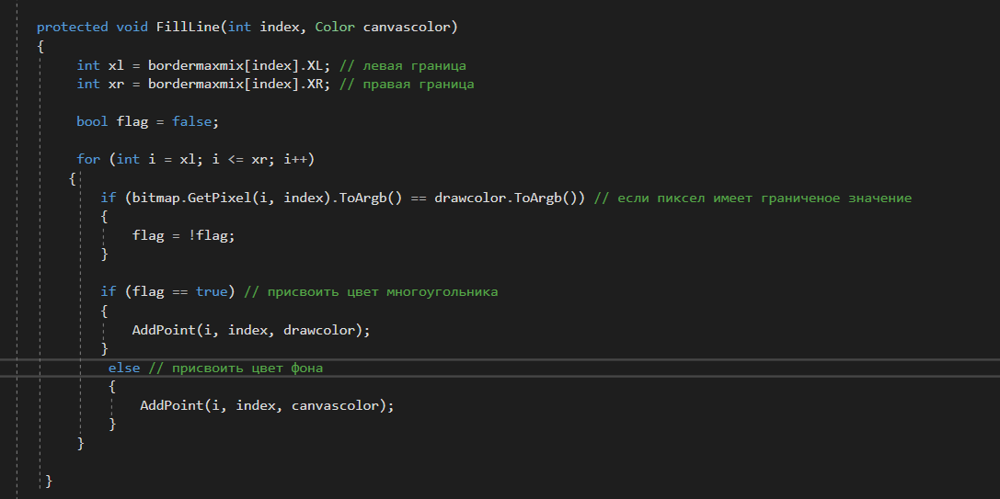 protected void FillLine(int index, Color canvascolor)
{
int xl = bordermaxmix[index].XL; // левая граница
int xr = bordermaxmix[index].XR; // правая граница
bool flag = false;
for (int i = xl; i <= xr; i++)
{
if (bitmap.GetPixel(i, index).ToArgb() == drawcolor.ToArgb()) // если пиксел имеет граниченое значение
{
flag = !flag;
}
if (flag == true) // присвоить цвет многоугольника
{
AddPoint(i, index, drawcolor);
}
else // присвоить цвет фона
{
AddPoint(i, index, canvascolor);
}
}
}